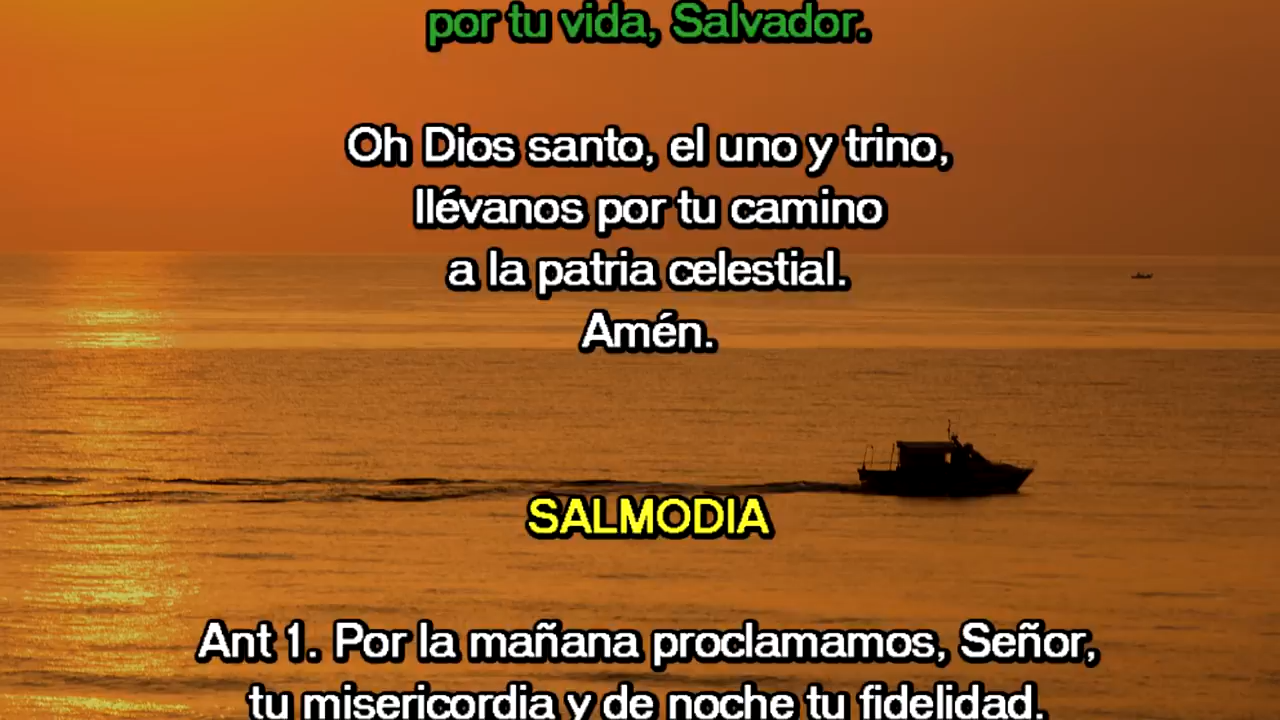 por tu vida, Salvador.
Oh Dios santo, el uno y trino,
llévanos por tu camino
a la patria celestial.
Amén.
SALMODIA
Ant 1. Por la mañana proclamamos, Señor,
tu misericordia y de noche tu fidelidad.